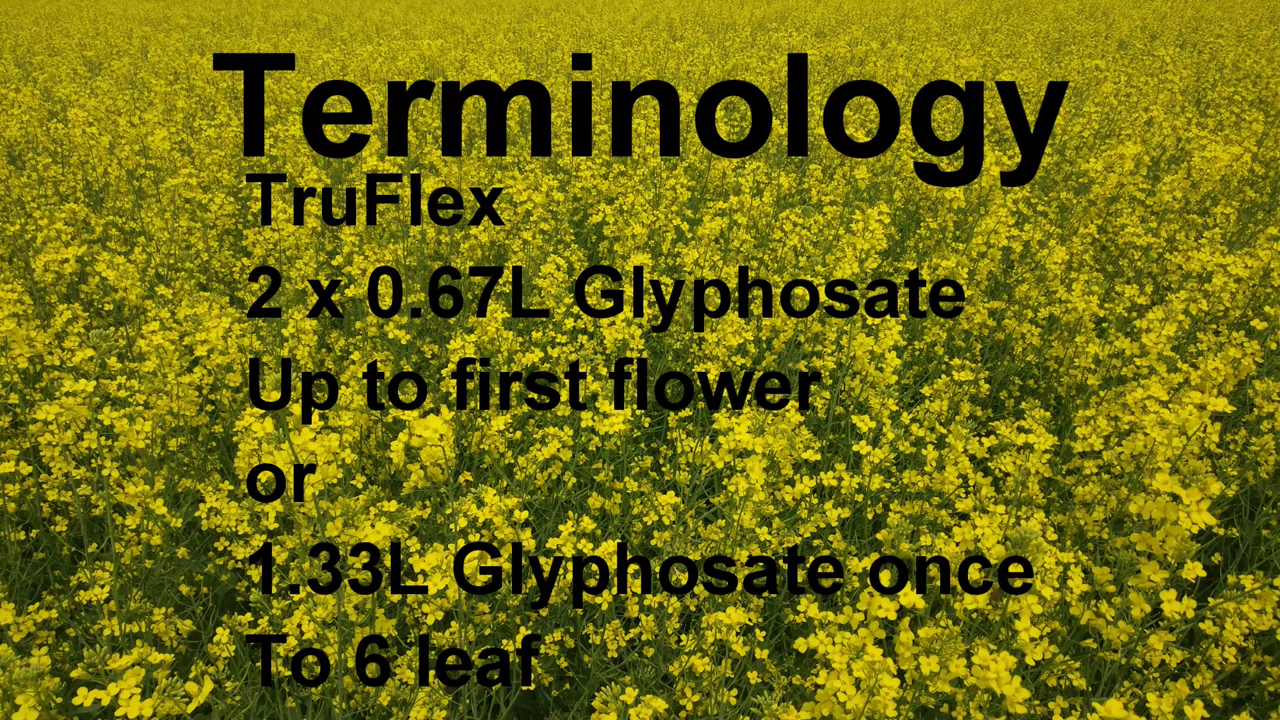 Terminology
TruFlex
2 x 0.67L Glyphosate
Up to first flower
or
1.33L Glyphosate once
To 6 leaf